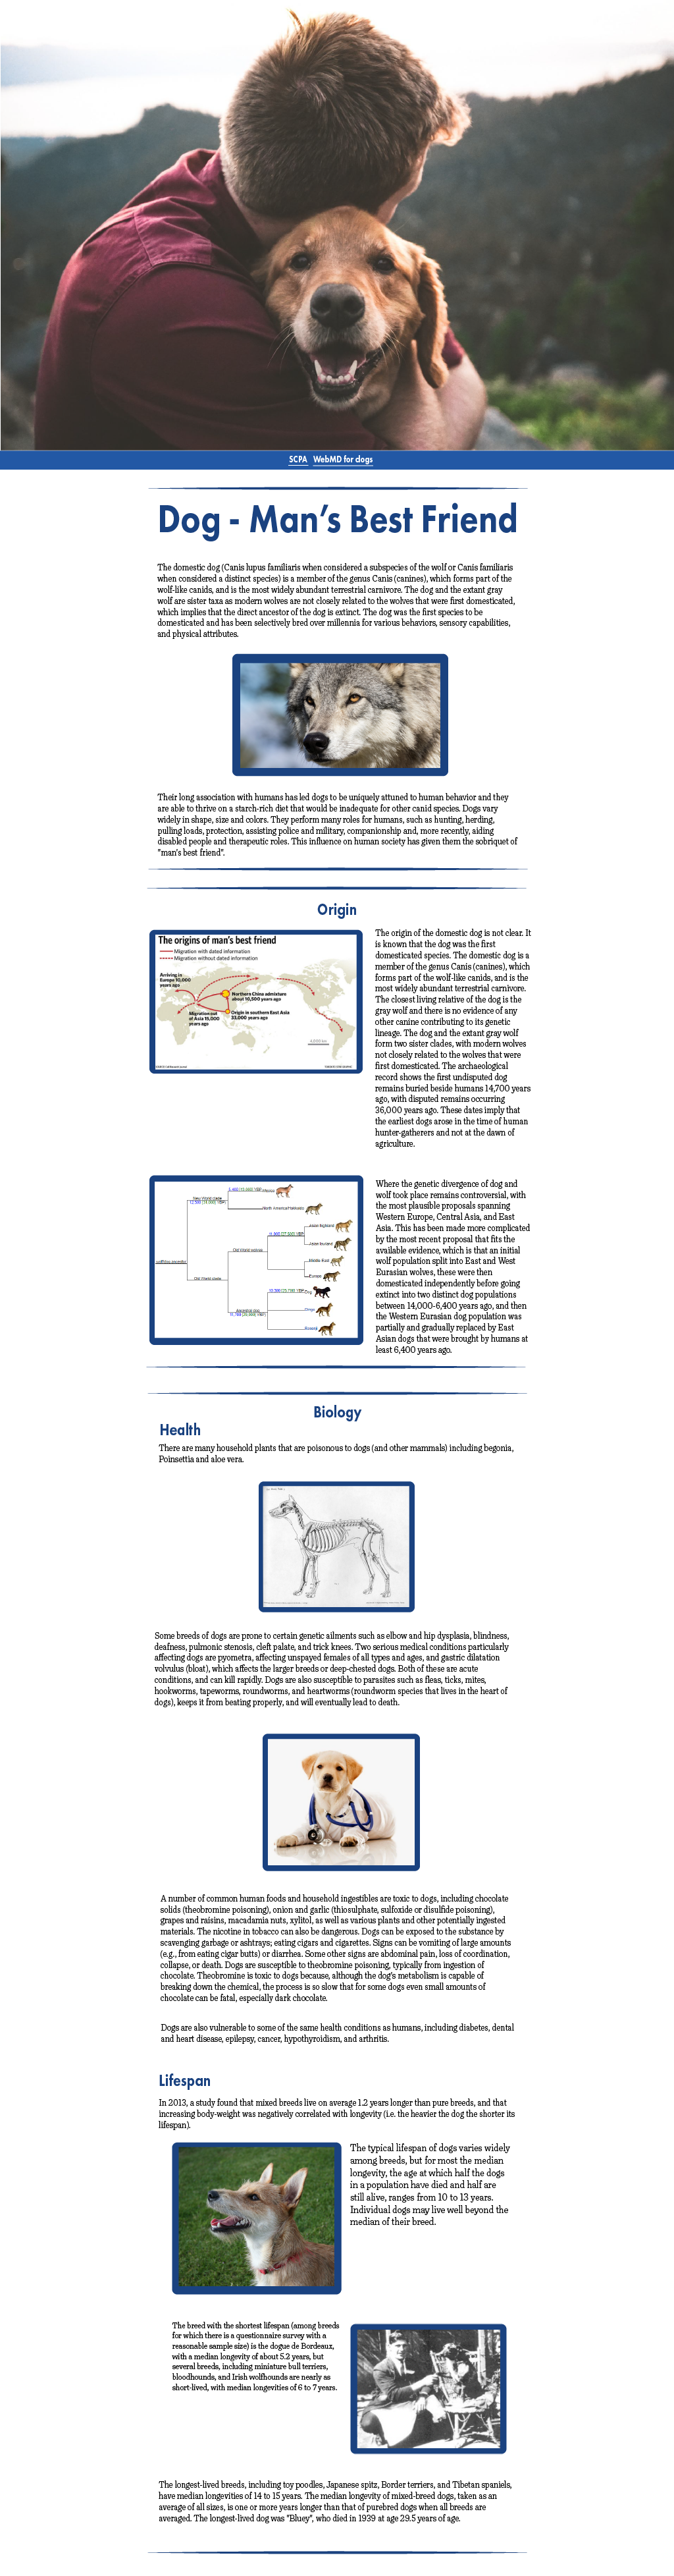 SCPA WebMD for dogs
Dog - Man's Best Friend
The domestic dog (Canis lupus familiaris when considered a subspecies of the wolf or Canis familiaris
when considered a distinct species) is a member of the genus Canis (canines), which forms part of the
wolf-like canids, and is the most widely abundant terrestrial carnivore. The dog and the extant gray
wolf are sister taxa as modern wolves are not closely related to the wolves that were first domesticated,
which implies that the direct ancestor of the dog is extinct. The dog was the first species to be
domesticated and has been selectively bred over millennia for various behaviors, sensory capabilities,
and physical attributes.
Their long association with humans has led dogs to be uniquely attuned to human behavior and they
are able to thrive on a starch-rich diet that would be inadequate for other canid species. Dogs vary
widely in shape, size and colors. They perform many roles for humans, such as hunting, herding,
pulling loads, protection, assisting police and military, companionship and, more recently, aiding
disabled people and therapeutic roles. This influence on human society has given them the sobriquet of
"man's best friend".
Origin
The origins of man's best friend
Migration with dated information
Migration without dated information
Arriving in
Europe 10,000
years ago
Northern China admixture
about 10,500 years ago
Migration out
of Asia 15,000
years ago
Origin in southern East Asia
33,000 years ago
The origin of the domestic dog is not clear. It
is known that the dog was the first
domesticated species. The domestic dog is a
member of the genus Canis (canines), which
forms part of the wolf-like canids, and is the
most widely abundant terrestrial carnivore.
The closest living relative of the dog is the
gray wolf and there is no evidence of any
other canine contributing to its genetic
lineage. The dog and the extant gray wolf
form two sister clades, with modern wolves
not closely related to the wolves that were
first domesticated. The archaeological
record shows the first undisputed dog
remains buried beside humans 14,700 years
ago, with disputed remains occurring
36,000 years ago. These dates imply that
the earliest dogs arose in the time of human
hunter-gatherers and not at the dawn of
agriculture.
New World clade
North America
Asian highland
Asian lowland
Old World wolves
Middle East
Europe
Old World clade
Dog
Dingo
Basenji
Where the genetic divergence of dog and
wolf took place remains controversial, with
the most plausible proposals spanning
Western Europe, Central Asia, and East
Asia. This has been made more complicated
by the most recent proposal that fits the
available evidence, which is that an initial
wolf population split into East and West
Eurasian wolves, these were then
domesticated independently before going
extinct into two distinct dog populations
between 14,000-6,400 years ago, and then
the Western Eurasian dog population was
partially and gradually replaced by East
Asian dogs that were brought by humans at
least 6,400 years ago.
Biology
Health
There are many household plants that are poisonous to dogs (and other mammals) including begonia,
Poinsettia and aloe vera.
Some breeds of dogs are prone to certain genetic ailments such as elbow and hip dysplasia, blindness,
deafness, pulmonic stenosis, cleft palate, and trick knees. Two serious medical conditions particularly
affecting dogs are pyometra, affecting unspayed females of all types and ages, and gastric dilatation
volvulus (bloat), which affects the larger breeds or deep-chested dogs. Both of these are acute
conditions, and can kill rapidly. Dogs are also susceptible to parasites such as fleas, ticks, mites,
hookworms, tapeworms, roundworms, and heartworms (roundworm species that lives in the heart of
dogs), keeps it from beating properly, and will eventually lead to death.
A number of common human foods and household ingestibles are toxic to dogs, including chocolate
solids (theobromine poisoning), onion and garlic (thiosulphate, sulfoxide or disulfide poisoning),
grapes and raisins, macadamia nuts, xylitol, as well as various plants and other potentially ingested
materials. The nicotine in tobacco can also be dangerous. Dogs can be exposed to the substance by
scavenging garbage or ashtrays; eating cigars and cigarettes. Signs can be vomiting of large amounts
(e.g., from eating cigar butts) or diarrhea. Some other signs are abdominal pain, loss of coordination,
collapse, or death. Dogs are susceptible to theobromine poisoning, typically from ingestion of
chocolate. Theobromine is toxic to dogs because, although the dog's metabolism is capable of
breaking down the chemical, the process is so slow that for some dogs even small amounts of
chocolate can be fatal, especially dark chocolate.
Dogs are also vulnerable to some of the same health conditions as humans, including diabetes, dental
and heart disease, epilepsy, cancer, hypothyroidism, and arthritis.
Lifespan
In 2013, a study found that mixed breeds live on average 1.2 years longer than pure breeds, and that
increasing body-weight was negatively correlated with longevity (i.e. the heavier the dog the shorter its
lifespan).
The typical lifespan of dogs varies widely
among breeds, but for most the median
longevity, the age at which half the dogs
in a population have died and half are
still alive, ranges from 10 to 13 years.
Individual dogs may live well beyond the
median of their breed.
The breed with the shortest lifespan (among breeds
for which there is a questionnaire survey with a
reasonable sample size) is the dogue de Bordeaux,
with a median longevity of about 5.2 years, but
several breeds, including miniature bull terriers,
bloodhounds, and Irish wolfhounds are nearly as
short-lived, with median longevities of 6 to 7 years.
The longest-lived breeds, including toy poodles, Japanese spitz, Border terriers, and Tibetan spaniels,
have median longevities of 14 to 15 years. The median longevity of mixed-breed dogs, taken as an
average of all sizes, is one or more years longer than that of purebred dogs when all breeds are
averaged. The longest-lived dog was "Bluey", who died in 1939 at age 29.5 years of age.